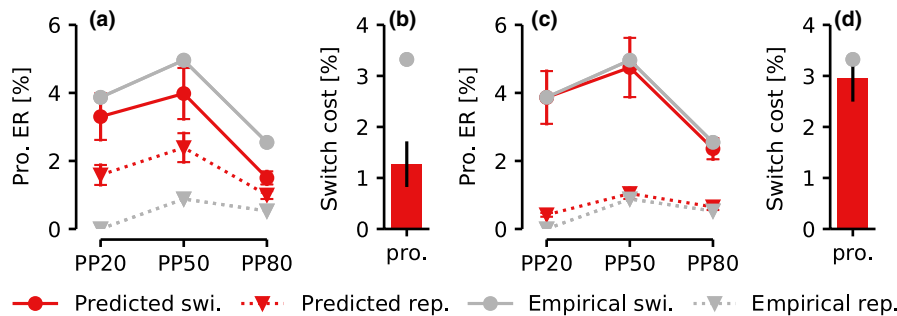 (a)
Pro. ER [%]
6
4
2
0
PP20 PP50 PP80
(b)
Switch cost [%]
4
3
2
1
0
pro.
(c)
Pro. ER [%]
6
4
2
0
PP20 PP50 PP80
(d)
Switch cost [%]
4
3
2
1
0
pro.
Predicted swi. Predicted rep. Empirical swi. Empirical rep.